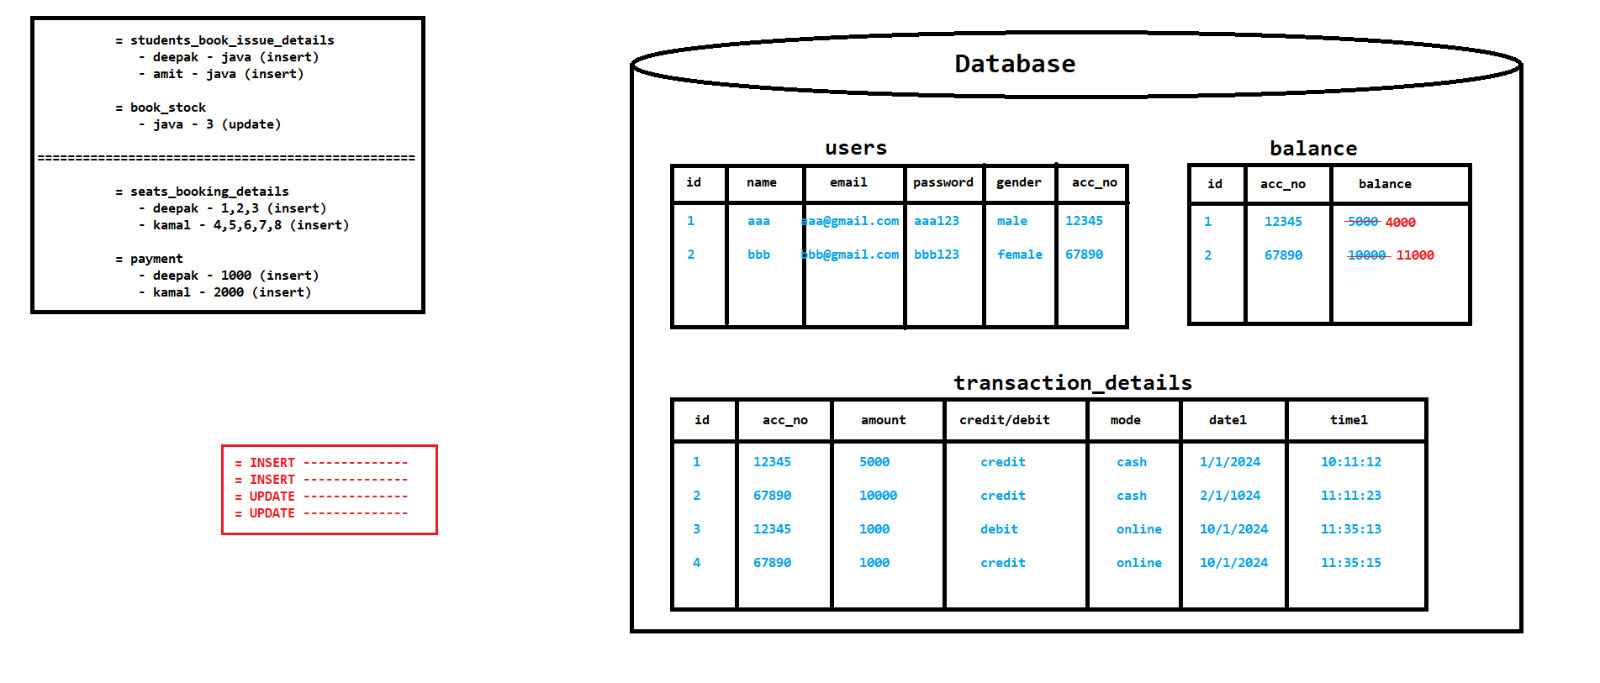 = students_book_issue_details
- deepak - java (insert)
- amit - java (insert)
= book_stock
- java - 3 (update)
==================================================
= seats_booking_details
- deepak - 1,2,3 (insert)
- kamal - 4,5,6,7,8 (insert)
= payment
- deepak - 1000 (insert)
- kamal - 2000 (insert)
= INSERT --------------
= INSERT --------------
= UPDATE --------------
= UPDATE --------------
Database
users
id name email password gender acc_no
1 aaa aaa@gmail.com aaa123 male 12345
2 bbb bbb@gmail.com bbb123 female 67890
balance
id acc_no balance
1 12345 5000 4000
2 67890 10000 11000
transaction_details
id acc_no amount credit/debit mode date1 time1
1 12345 5000 credit cash 1/1/2024 10:11:12
2 67890 10000 credit cash 2/1/1024 11:11:23
3 12345 1000 debit online 10/1/2024 11:35:13
4 67890 1000 credit online 10/1/2024 11:35:15